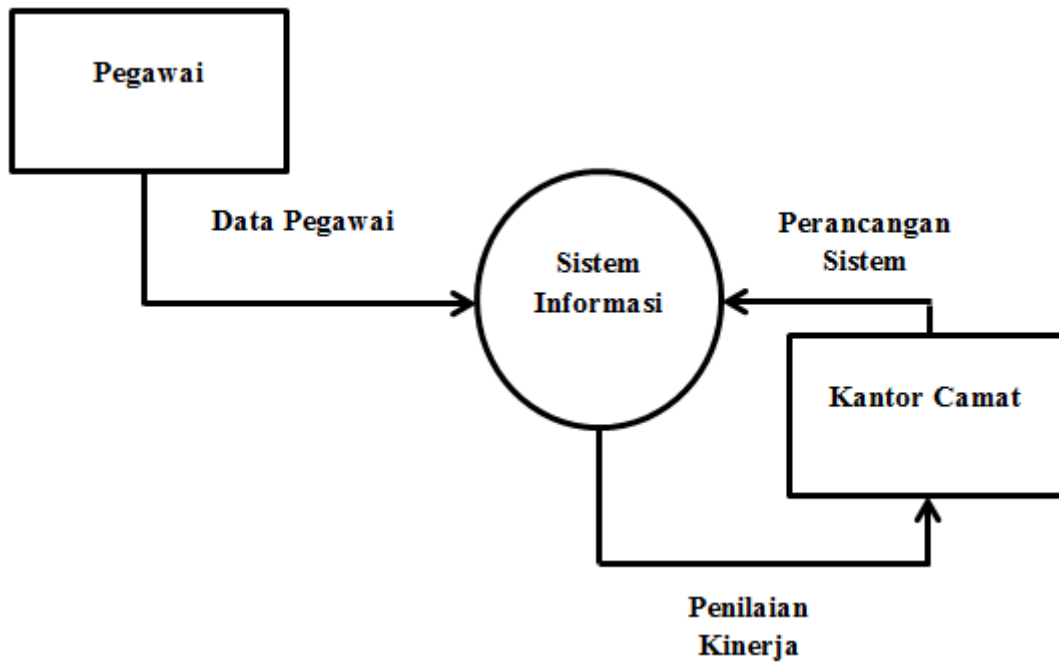 Pegawai
Data Pegawai
Sistem
Informasi
Perancangan
Sistem
Kantor Camat
Penilaian
Kinerja